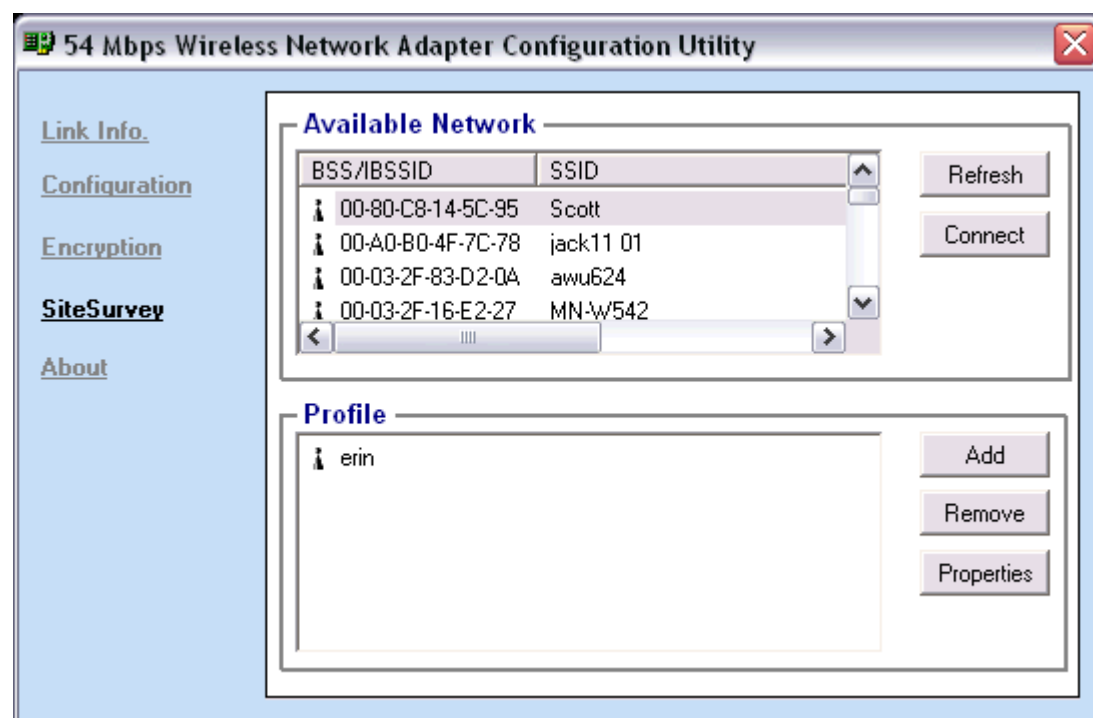 54 Mbps Wireless Network Adapter Configuration Utility
Link Info.
Configuration
Encryption
SiteSurvey
About
Available Network
BSS/IBSSID SSID
00-80-C8-14-5C-95 Scott
00-A0-B0-4F-7C-78 jack11 01
00-03-2F-83-D2-0A awu624
00-03-2F-16-E2-27 MN-W542
Refresh
Connect
Profile
erin
Add
Remove
Properties